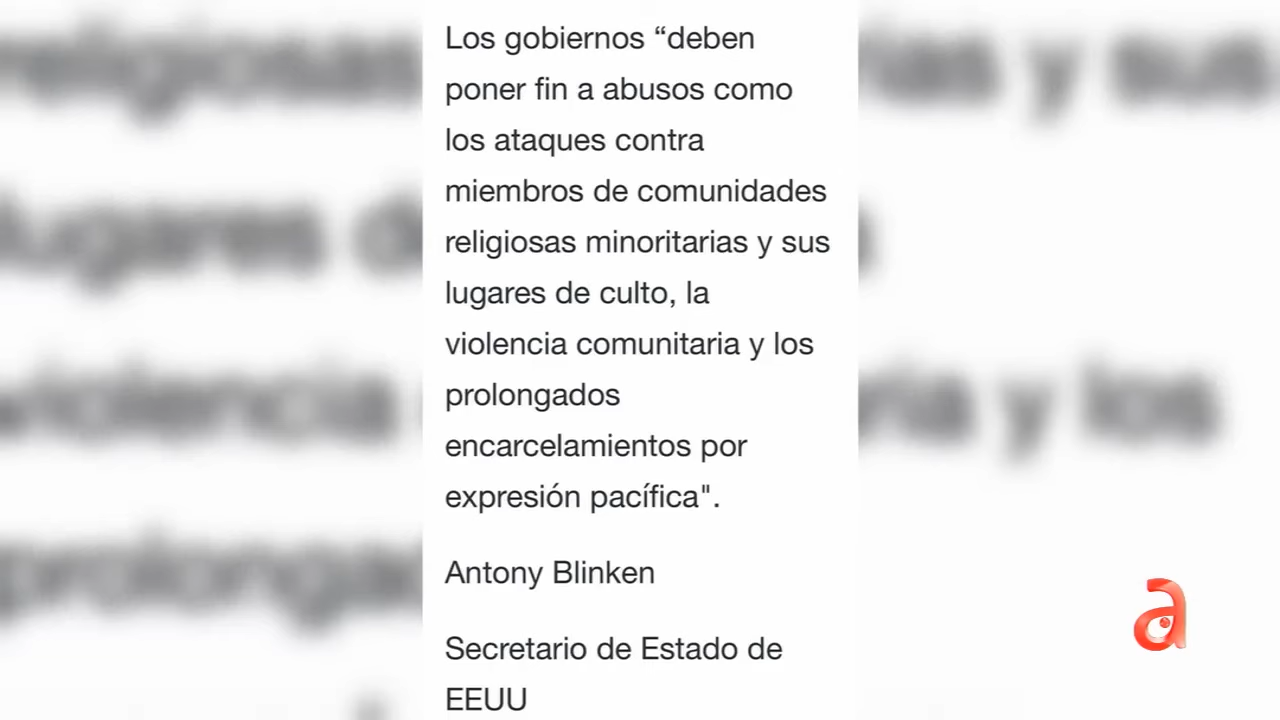 Los gobiernos “deben
poner fin a abusos como
los ataques contra
miembros de comunidades
religiosas minoritarias y sus
lugares de culto, la
violencia comunitaria y los
prolongados
encarcelamientos por
expresión pacífica".
Antony Blinken
Secretario de Estado de
EEUU
a